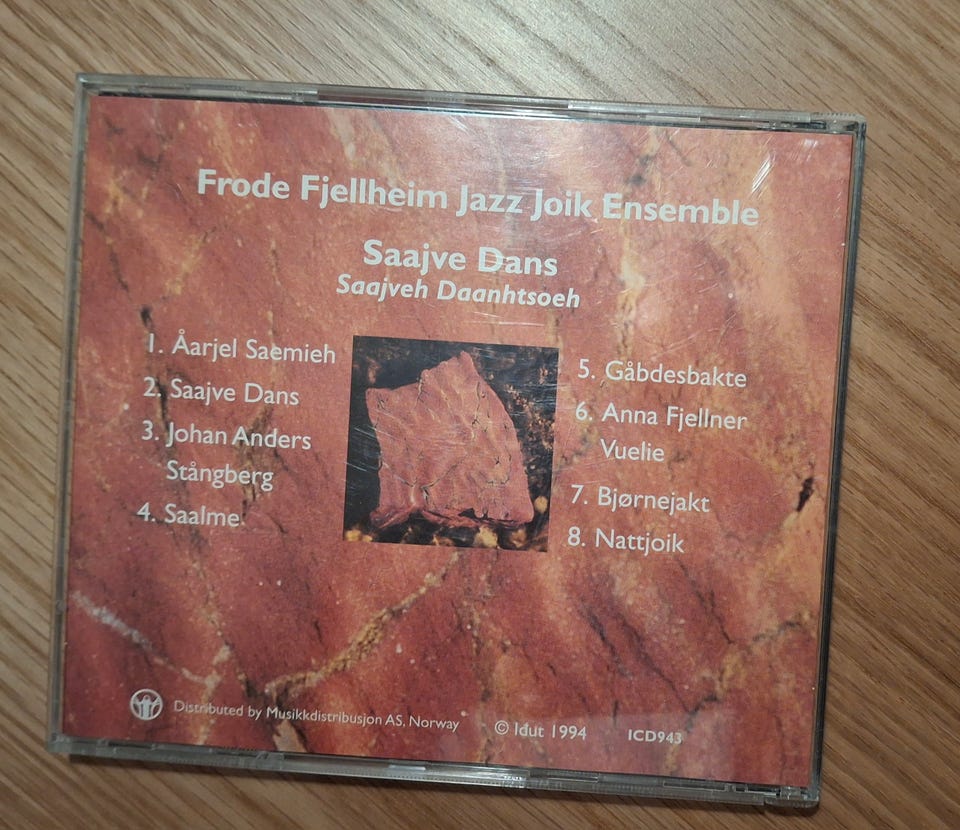 Frode Fjellheim Jazz Joik Ensemble
Saajve Dans
Saajveh Daanhtsoeh
1. Åarjel Saemieh
2. Saajve Dans
3. Johan Anders
Stångberg
4. Saalme
5. Gåbdesbakte
6. Anna Fjellner
Vuelie
7. Bjørnejakt
8. Nattjoik
Distributed by Musikkdistribusjon AS, Norway
© Idut 1994
ICD943